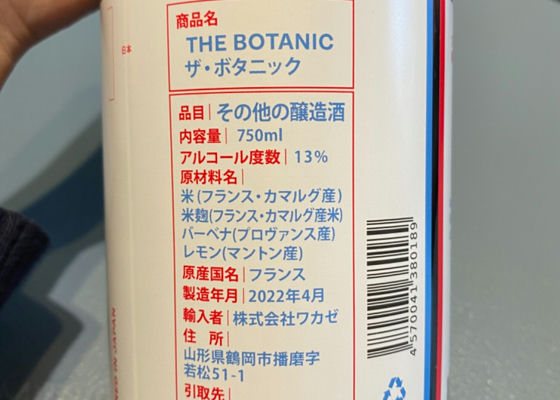 商品名
THE BOTANIC
ザ・ボタニック
日本
品目 その他の醸造酒
内容量 750ml
アルコール度数 13%
原材料名
米(フランス・カマルグ産)
米麹(フランス・カマルグ産米)
バーベナ(プロヴァンス産)
レモン(マントン産)
原産国名 フランス
製造年月 2022年4月
輸入者 株式会社ワカゼ
住 所
山形県鶴岡市播磨字
若松51-1
引取先
4 570041 380189
IN JAPAN